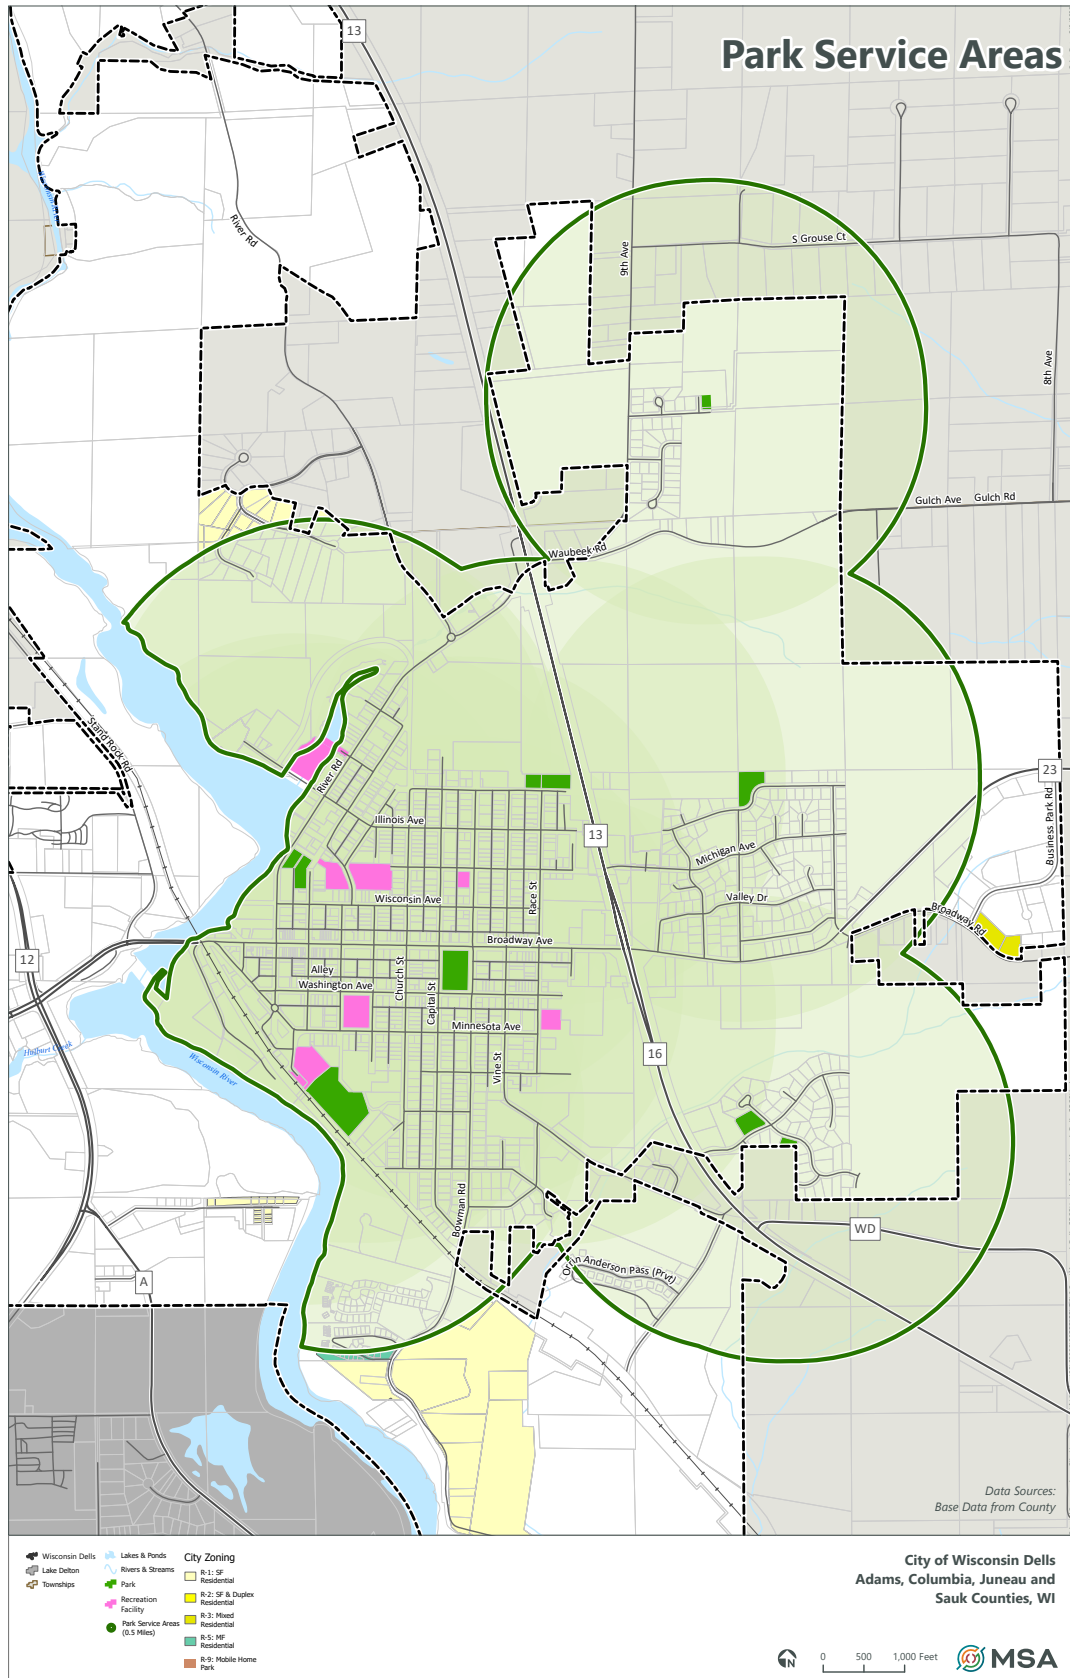 Park Service Areas
13
River Rd
9th Ave
S Grouse Ct
8th Ave
Gulch Ave
Gulch Rd
Waubeek Rd
Stand Rock Rd
River Rd
Illinois Ave
13
23
Business Park Rd
Michigan Ave
Valley Dr
Wisconsin Ave
Race St
Broadway Rd
Broadway Ave
12
Alley
Washington Ave
Church St
Capital St
Minnesota Ave
Hulburt Creek
Wisconsin River
Vine St
16
Bowman Rd
WD
Orrin Anderson Pass (Prvt)
A
Data Sources:
Base Data from County
Wisconsin Dells
Lake Delton
Townships
Lakes & Ponds
Rivers & Streams
Park
Recreation
Facility
Park Service Areas
(0.5 Miles)
City Zoning
R-1: SF
Residential
R-2: SF & Duplex
Residential
R-3: Mixed
Residential
R-5: MF
Residential
R-9: Mobile Home
Park
City of Wisconsin Dells
Adams, Columbia, Juneau and
Sauk Counties, WI
N
0 500 1,000 Feet
MSA